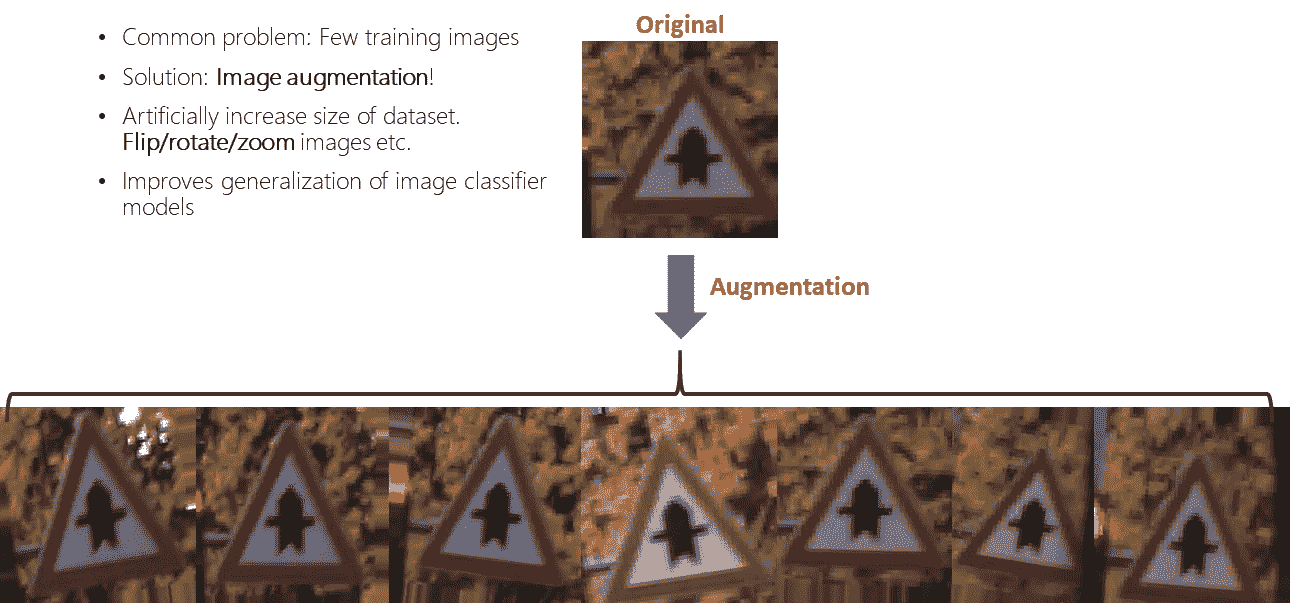 • Common problem: Few training images
• Solution: Image augmentation!
• Artificially increase size of dataset.
Flip/rotate/zoom images etc.
• Improves generalization of image classifier
models
Original
Augmentation